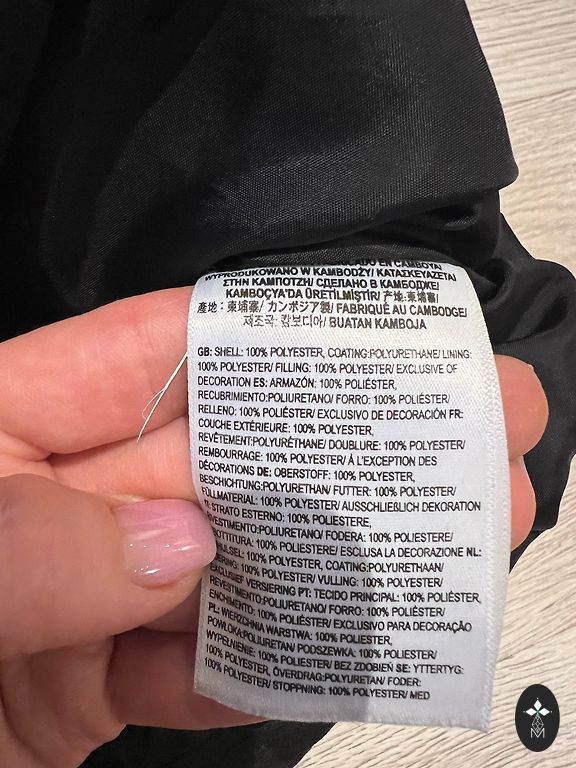 EN CAMBOYA/
WYPRODUKOWANO W KAMBODŻY/ ΚΑΤΑΣΚΕΥΑΖΕΤΑΙ
ΣΤΗΝ ΚΑΜΠΟΤΖΗ/ СДЕЛАНО В КАМБОДЖЕ/
KAMBOÇYA'DA ÜRETİLMİŞTİR/ 产地:柬埔寨/
產地:柬埔寨/ カンボジア製/ FABRIQUÉ AU CAMBODGE/
제조국: 캄보디아/ BUATAN KAMBOJA
GB: SHELL: 100% POLYESTER, COATING:POLYURETHANE/ LINING:
100% POLYESTER/ FILLING: 100% POLYESTER/ EXCLUSIVE OF
DECORATION ES: ARMAZÓN: 100% POLIÉSTER,
RECUBRIMIENTO:POLIURETANO/ FORRO: 100% POLIÉSTER/
RELLENO: 100% POLIÉSTER/ EXCLUSIVO DE DECORACIÓN FR:
COUCHE EXTÉRIEURE: 100% POLYESTER,
REVÊTEMENT:POLYURÉTHANE/ DOUBLURE: 100% POLYESTER/
REMBOURRAGE: 100% POLYESTER/ À L'EXCEPTION DES
DÉCORATIONS DE: OBERSTOFF: 100% POLYESTER,
BESCHICHTUNG:POLYURETHAN/ FUTTER: 100% POLYESTER/
FÜLLMATERIAL: 100% POLYESTER/ AUSSCHLIEßLICH DEKORATION
IT: STRATO ESTERNO: 100% POLIESTERE,
RIVESTIMENTO:POLIURETANO/ FODERA: 100% POLIESTERE/
100% POLIESTERE/ ESCLUSA LA DECORAZIONE NL:
100% POLYESTER, COATING:POLYURETHAAN/
100% POLYESTER/ VULLING: 100% POLYESTER/
EXCLUSIEF VERSIERING PT: TECIDO PRINCIPAL: 100% POLIÉSTER,
REVESTIMENTO:POLIURETANO/ FORRO: 100% POLIÉSTER/
ENCHIMENTO: 100% POLIÉSTER/ EXCLUSIVO PARA DECORAÇÃO
PL: WIERZCHNIA WARSTWA: 100% POLIESTER,
POWŁOKA:POLIURETAN/ PODSZEWKA: 100% POLIESTER/
WYPEŁNIENIE: 100% POLIESTER/ BEZ ZDOBIEŃ SE: YTTERTYG:
100% POLYESTER, ÖVERDRAG:POLYURETAN/ FODER:
100% POLYESTER/ STOPPNING: 100% POLYESTER/ MED
M